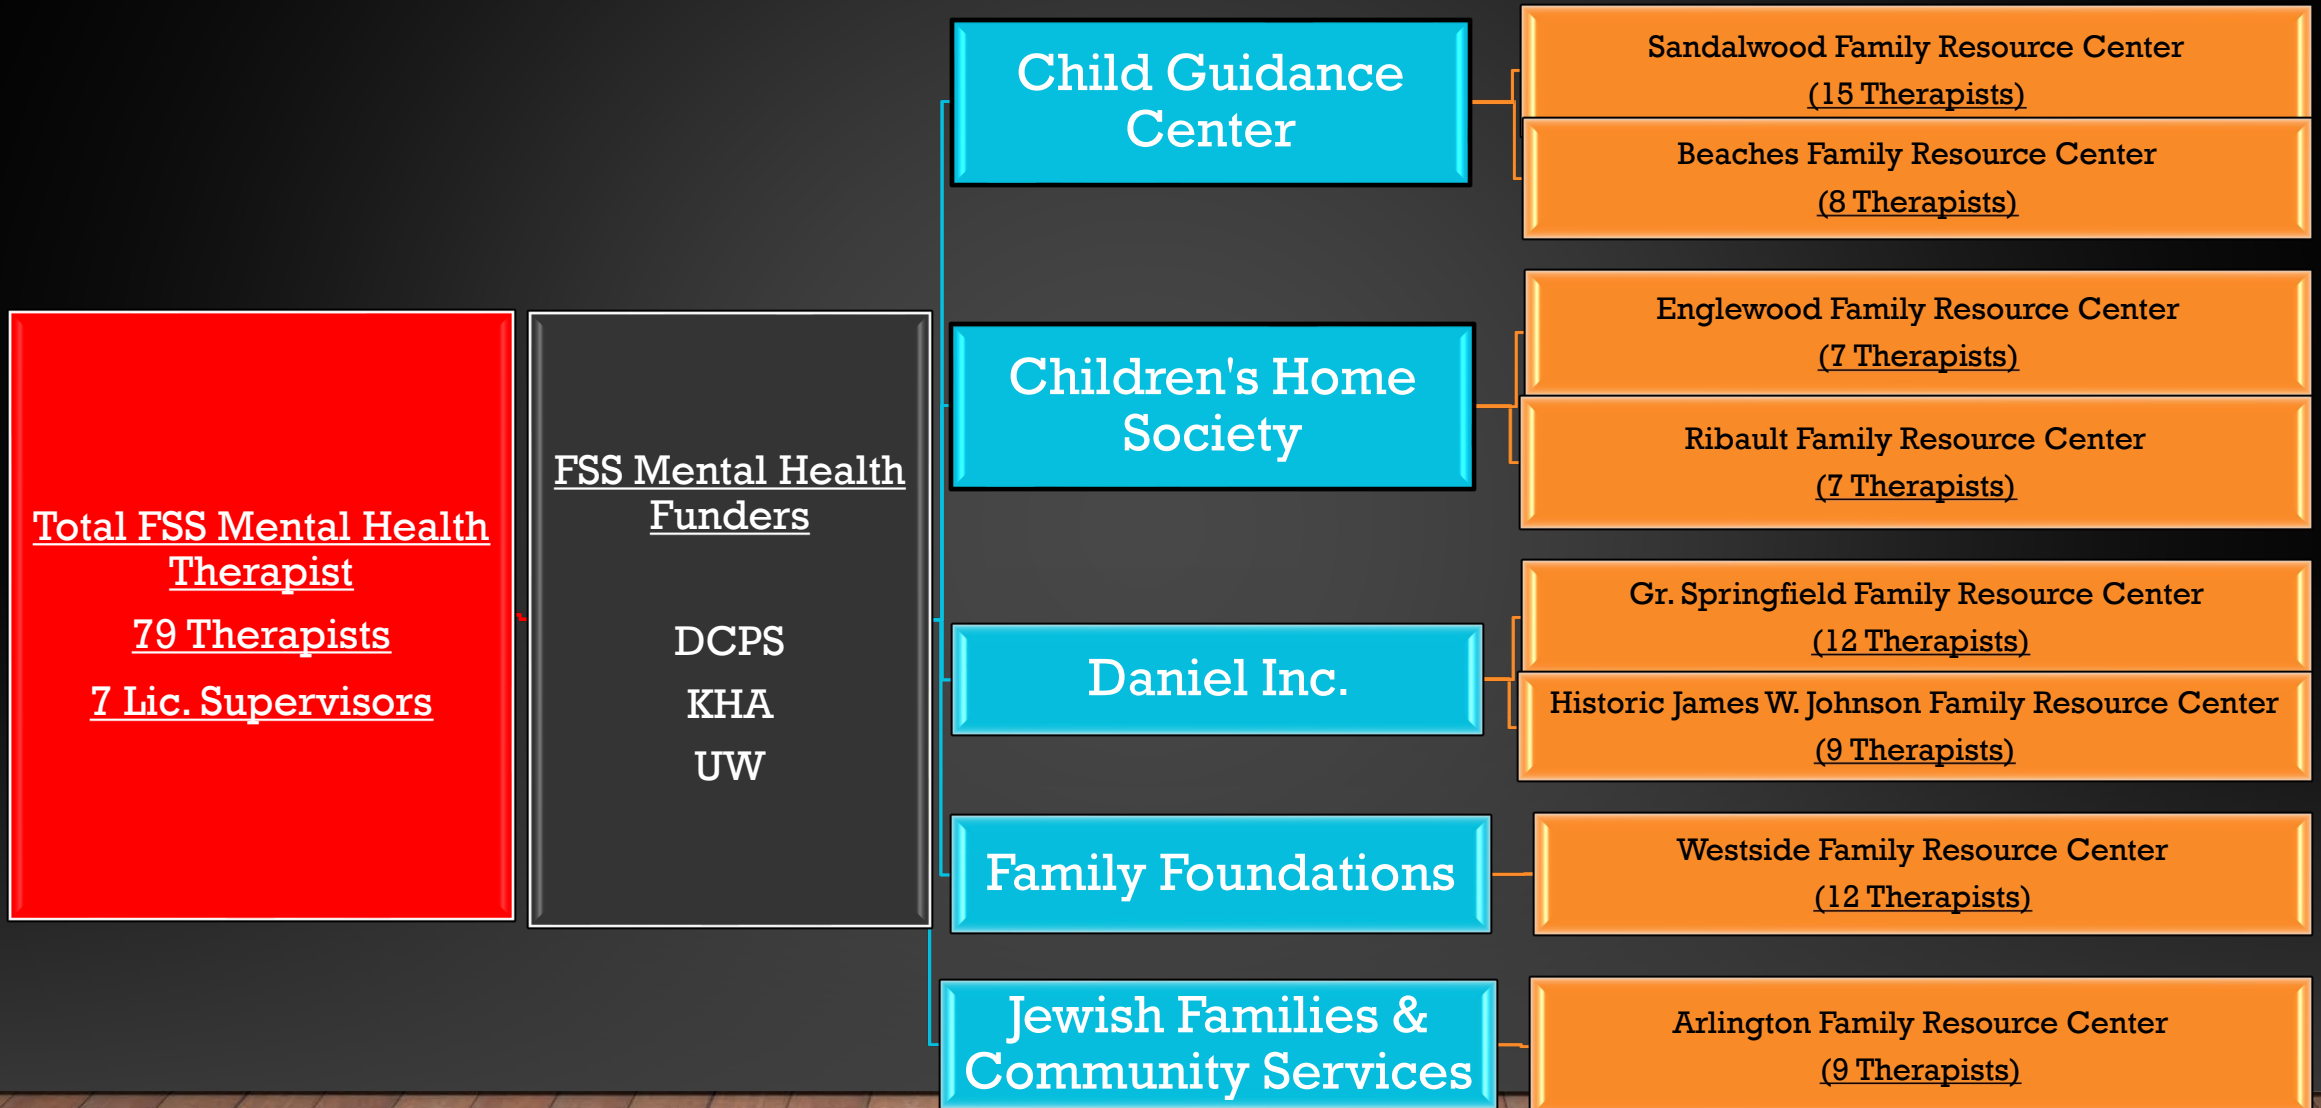 Total FSS Mental Health
Therapist
79 Therapists
7 Lic. Supervisors
FSS Mental Health
Funders
DCPS
KHA
UW
Child Guidance
Center
Sandalwood Family Resource Center
(15 Therapists)
Beaches Family Resource Center
(8 Therapists)
Children's Home
Society
Englewood Family Resource Center
(7 Therapists)
Ribault Family Resource Center
(7 Therapists)
Daniel Inc.
Gr. Springfield Family Resource Center
(12 Therapists)
Historic James W. Johnson Family Resource Center
(9 Therapists)
Family Foundations
Westside Family Resource Center
(12 Therapists)
Jewish Families &
Community Services
Arlington Family Resource Center
(9 Therapists)